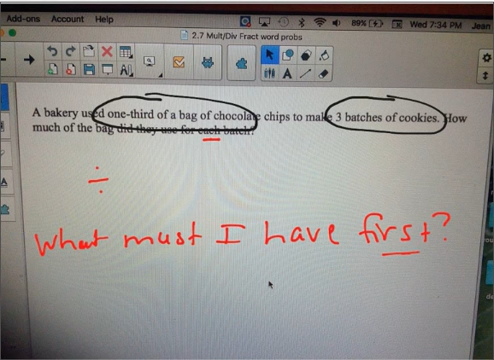 Add-ons Account Help 89% Wed 7:34 PM Jean
2.7 Mult/Div Fract word probs
A bakery used one-third of a bag of chocolate chips to make 3 batches of cookies. How
much of the bag did they use for each batch?
÷
What must I have first?